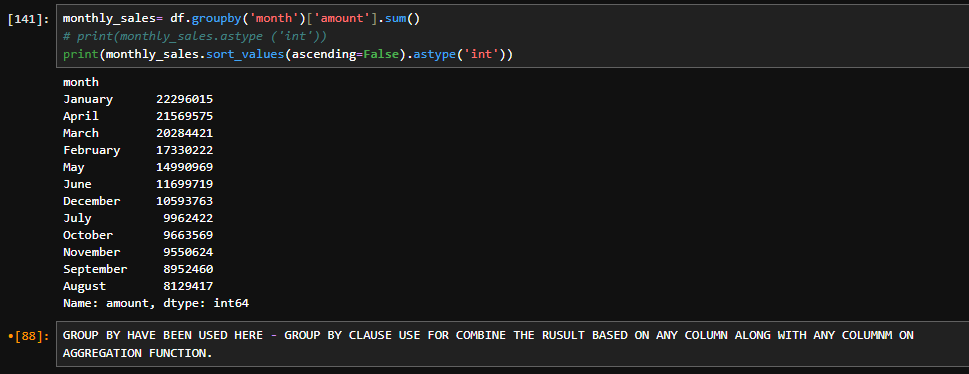 [141]: monthly_sales= df.groupby('month')['amount'].sum()
# print(monthly_sales.astype ('int'))
print(monthly_sales.sort_values(ascending=False).astype('int'))
month
January 22296015
April 21569575
March 20284421
February 17330222
May 14990969
June 11699719
December 10593763
July 9962422
October 9663569
November 9550624
September 8952460
August 8129417
Name: amount, dtype: int64
•[88]: GROUP BY HAVE BEEN USED HERE - GROUP BY CLAUSE USE FOR COMBINE THE RUSULT BASED ON ANY COLUMN ALONG WITH ANY COLUMNM ON
AGGREGATION FUNCTION.